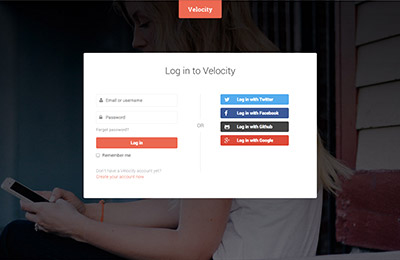 Velocity
Log in to Velocity
Email or username
Password
Forgot password?
Log in
Remember me
Don't have a Velocity account yet?
Create your account now
OR
Log in with Twitter
Log in with Facebook
Log in with Github
Log in with Google